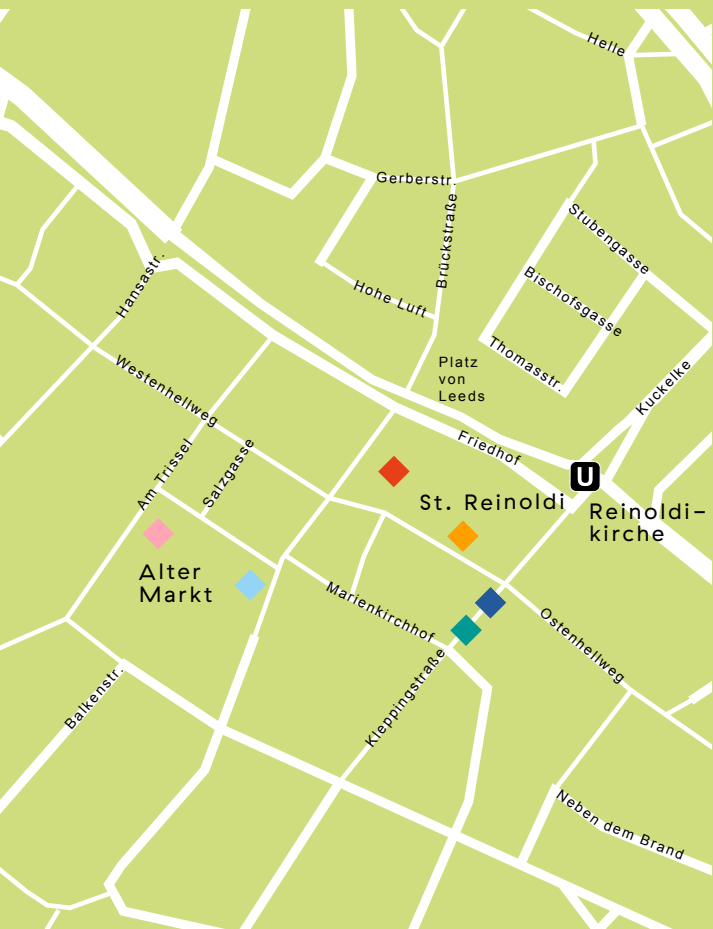 Helle
Gerberstr.
Brückstraße
Stubengasse
Hansastr.
Bischofsgasse
Hohe Luft
Thomasstr.
Platz
von
Leeds
Kuckelke
Westenhellweg
Friedhof
Am Trissel
Salzgasse
U
St. Reinoldi
Reinoldi-
kirche
Alter
Markt
Marienkirchhof
Ostenhellweg
Kleppingstraße
Balkenstr.
Neben dem Brand